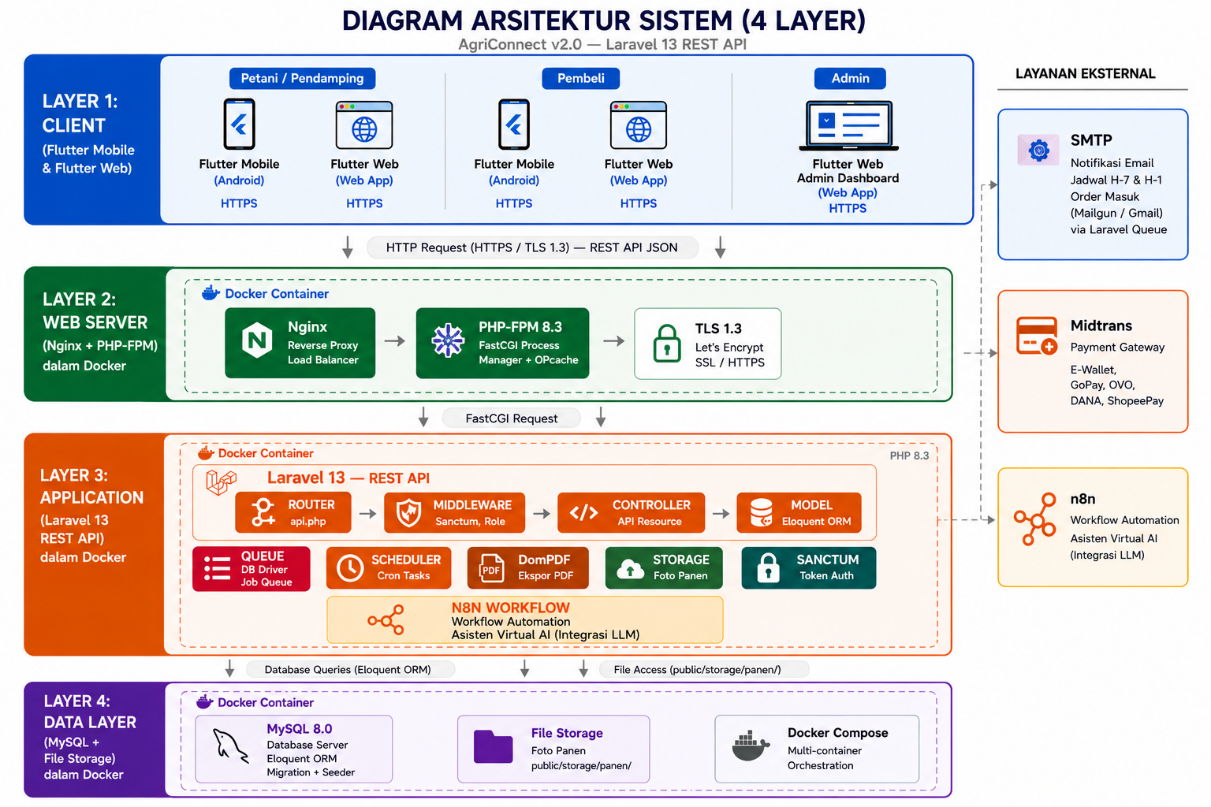 DIAGRAM ARSITEKTUR SISTEM (4 LAYER)
AgriConnect v2.0 — Laravel 13 REST API
LAYER 1:
CLIENT
(Flutter Mobile
& Flutter Web)
Petani / Pendamping
Flutter Mobile
(Android)
HTTPS
Flutter Web
(Web App)
HTTPS
Pembeli
Flutter Mobile
(Android)
HTTPS
Flutter Web
(Web App)
HTTPS
Admin
Flutter Web
Admin Dashboard
(Web App)
HTTPS
HTTP Request (HTTPS / TLS 1.3) — REST API JSON
LAYER 2:
WEB SERVER
(Nginx + PHP-FPM)
dalam Docker
Docker Container
N
Nginx
Reverse Proxy
Load Balancer
PHP-FPM 8.3
FastCGI Process
Manager + OPcache
TLS 1.3
Let's Encrypt
SSL / HTTPS
FastCGI Request
LAYER 3:
APPLICATION
(Laravel 13
REST API)
dalam Docker
Docker Container
PHP 8.3
Laravel 13 — REST API
ROUTER
api.php
MIDDLEWARE
Sanctum, Role
</>
CONTROLLER
API Resource
MODEL
Eloquent ORM
QUEUE
DB Driver
Job Queue
SCHEDULER
Cron Tasks
PDF
DomPDF
Ekspor PDF
STORAGE
Foto Panen
SANCTUM
Token Auth
N8N WORKFLOW
Workflow Automation
Asisten Virtual AI (Integrasi LLM)
Database Queries (Eloquent ORM)
File Access (public/storage/panen/)
LAYER 4:
DATA LAYER
(MySQL +
File Storage)
dalam Docker
Docker Container
MySQL 8.0
Database Server
Eloquent ORM
Migration + Seeder
File Storage
Foto Panen
public/storage/panen/
Docker Compose
Multi-container
Orchestration
LAYANAN EKSTERNAL
SMTP
Notifikasi Email
Jadwal H-7 & H-1
Order Masuk
(Mailgun / Gmail)
via Laravel Queue
Midtrans
Payment Gateway
E-Wallet,
GoPay, OVO,
DANA, ShopeePay
n8n
Workflow Automation
Asisten Virtual AI
(Integrasi LLM)